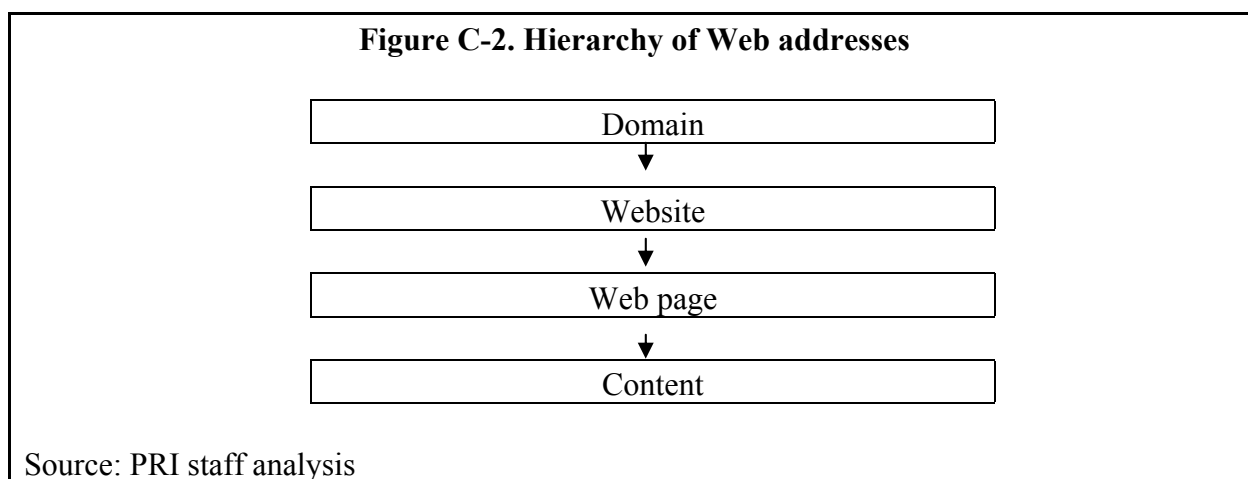 Figure C-2. Hierarchy of Web addresses
Domain
Website
Web page
Content
Source: PRI staff analysis